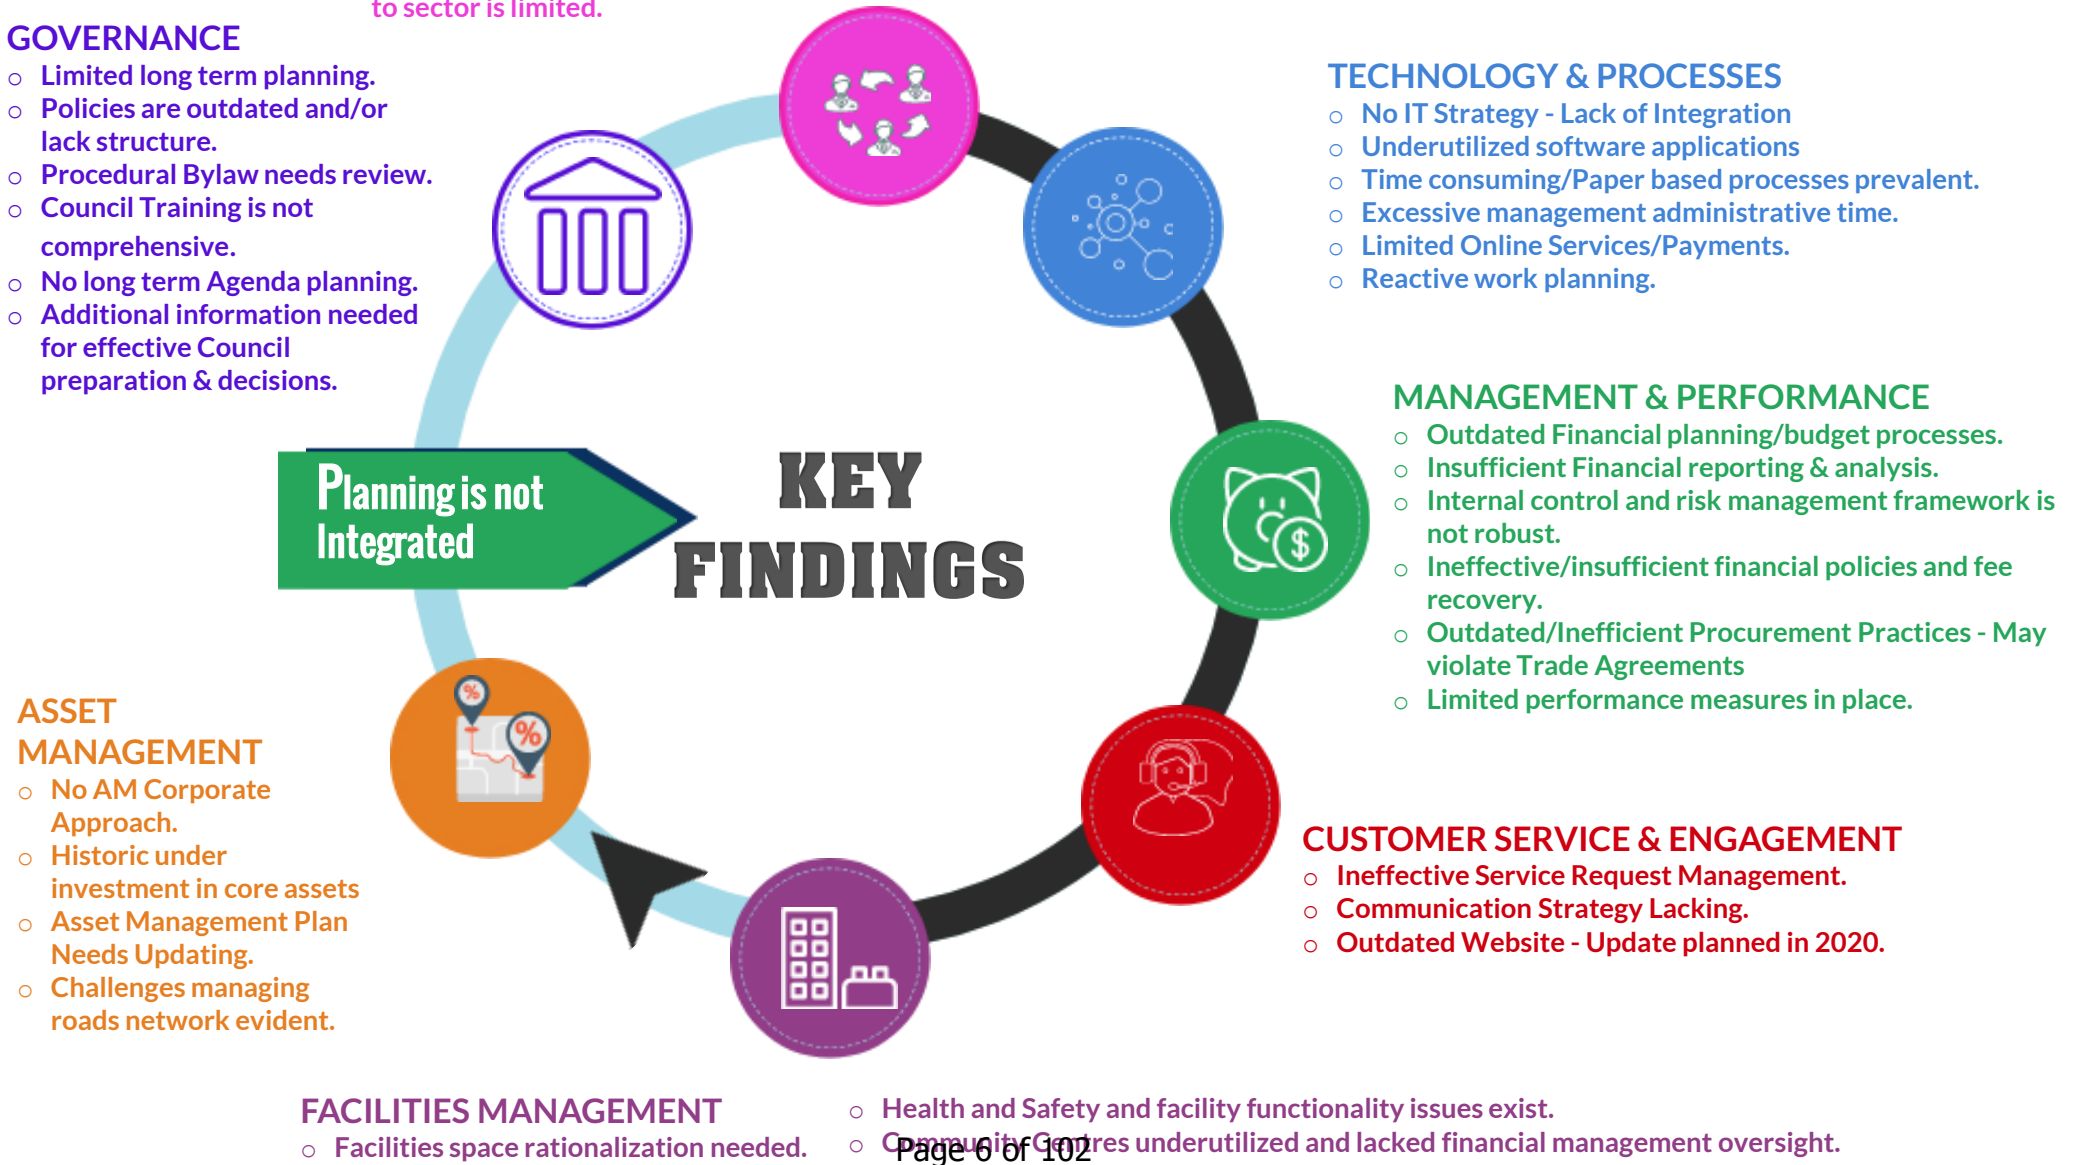 to sector is limited.
GOVERNANCE
○ Limited long term planning.
○ Policies are outdated and/or
lack structure.
○ Procedural Bylaw needs review.
○ Council Training is not
comprehensive.
○ No long term Agenda planning.
○ Additional information needed
for effective Council
preparation & decisions.
TECHNOLOGY & PROCESSES
○ No IT Strategy - Lack of Integration
○ Underutilized software applications
○ Time consuming/Paper based processes prevalent.
○ Excessive management administrative time.
○ Limited Online Services/Payments.
○ Reactive work planning.
MANAGEMENT & PERFORMANCE
○ Outdated Financial planning/budget processes.
○ Insufficient Financial reporting & analysis.
○ Internal control and risk management framework is
not robust.
○ Ineffective/insufficient financial policies and fee
recovery.
○ Outdated/Inefficient Procurement Practices - May
violate Trade Agreements
○ Limited performance measures in place.
Planning is not
Integrated
KEY
FINDINGS
$
%
%
ASSET
MANAGEMENT
○ No AM Corporate
Approach.
○ Historic under
investment in core assets
○ Asset Management Plan
Needs Updating.
○ Challenges managing
roads network evident.
CUSTOMER SERVICE & ENGAGEMENT
○ Ineffective Service Request Management.
○ Communication Strategy Lacking.
○ Outdated Website - Update planned in 2020.
FACILITIES MANAGEMENT
○ Facilities space rationalization needed.
○ Health and Safety and facility functionality issues exist.
○ Community Centres underutilized and lacked financial management oversight.
Page 6 of 102